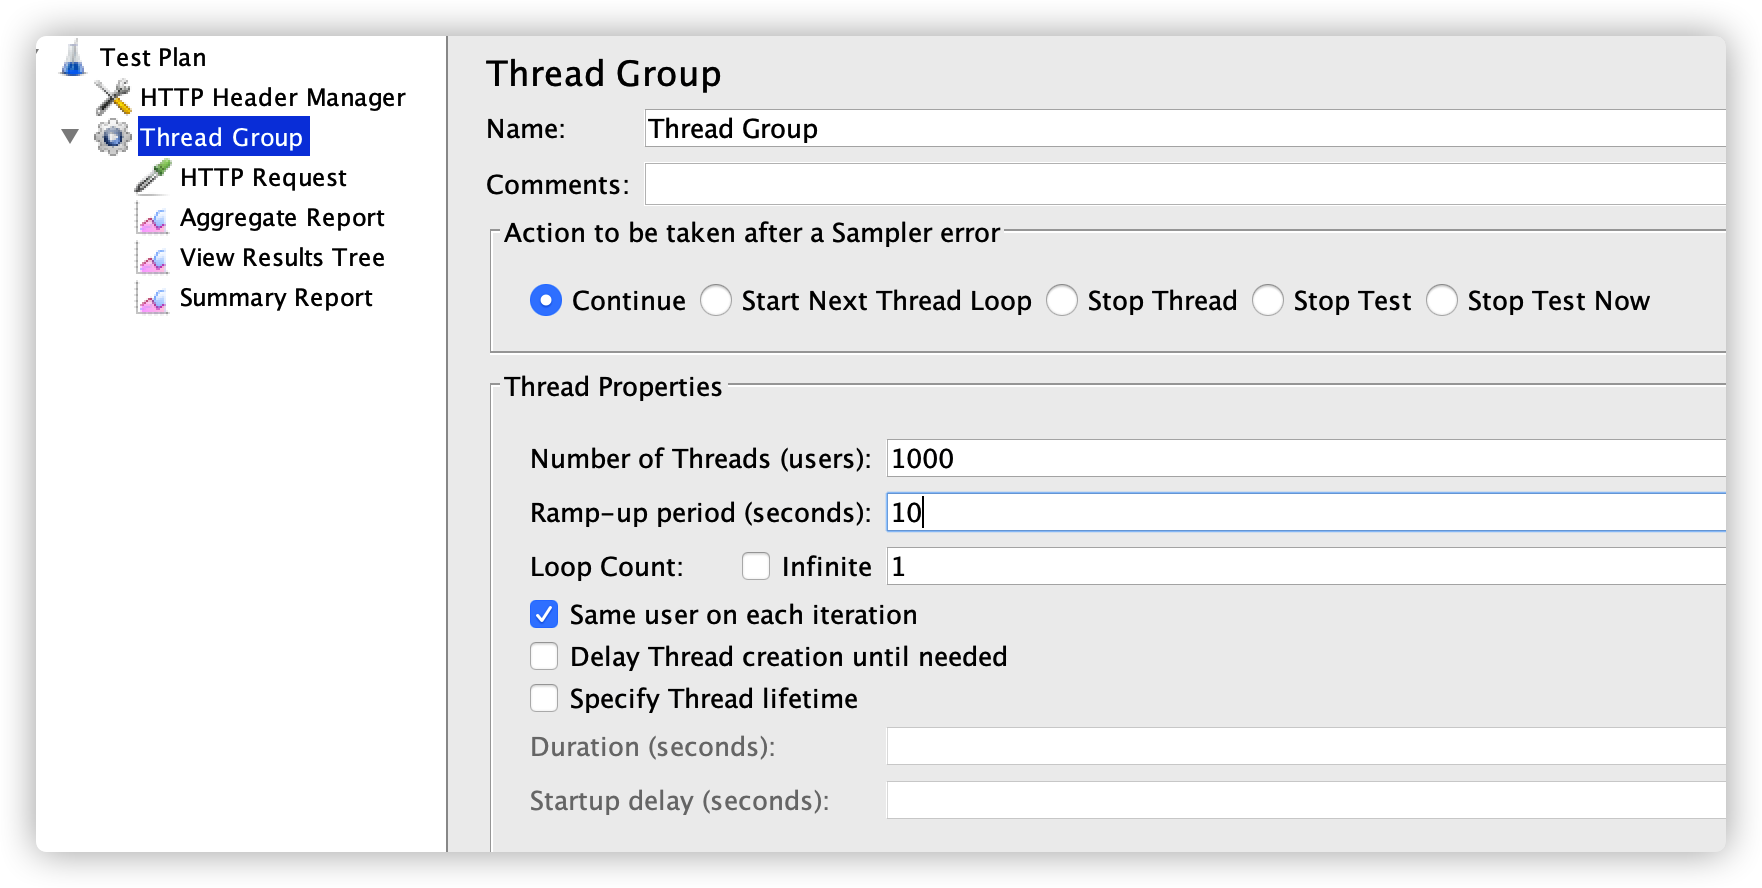 Test Plan
HTTP Header Manager
Thread Group
HTTP Request
Aggregate Report
View Results Tree
Summary Report
Thread Group
Name: Thread Group
Comments:
Action to be taken after a Sampler error
Continue Start Next Thread Loop Stop Thread Stop Test Stop Test Now
Thread Properties
Number of Threads (users): 1000
Ramp-up period (seconds): 10
Loop Count: Infinite 1
Same user on each iteration
Delay Thread creation until needed
Specify Thread lifetime
Duration (seconds):
Startup delay (seconds):